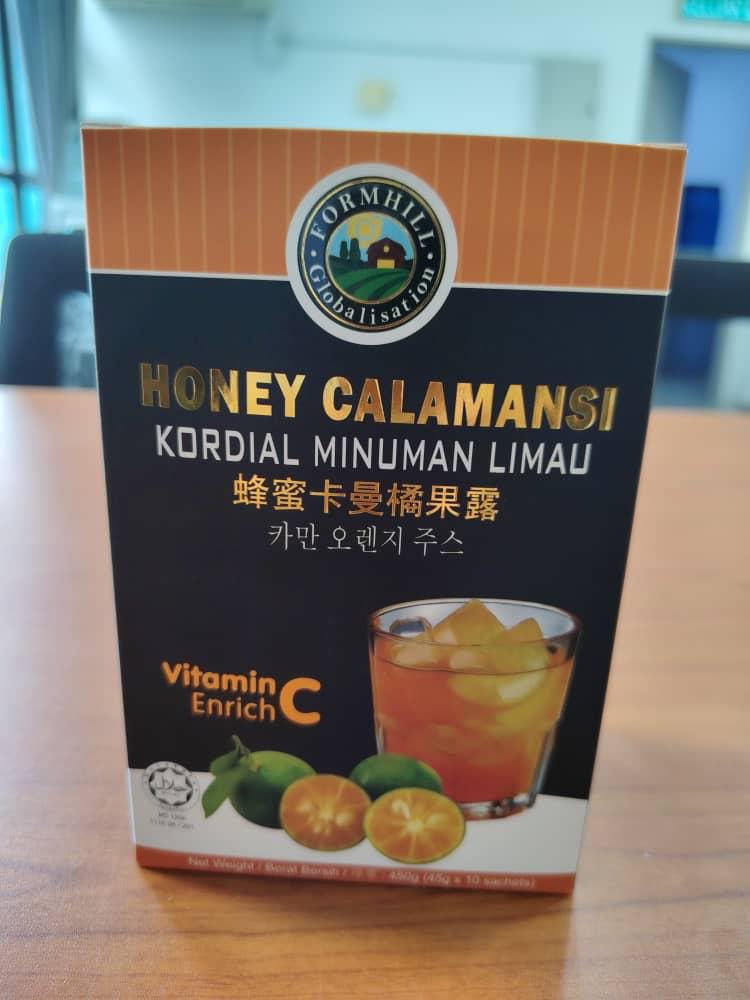 FORMHILL
Globalisation
HONEY CALAMANSI
KORDIAL MINUMAN LIMAU
蜂蜜卡曼橘果露
카만 오렌지 주스
Vitamin C
Enrich
Net Weight / Berat Bersih / : 450g (45g x 10 sachets)